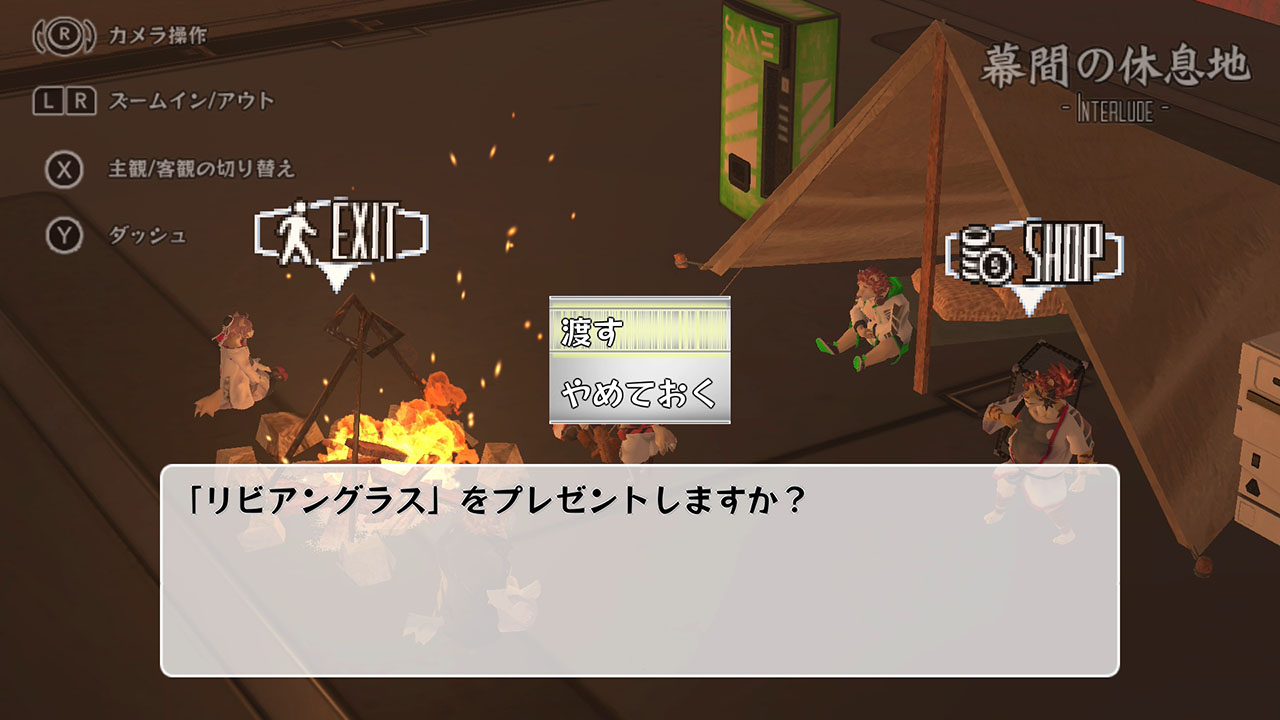 R カメラ操作
L R ズームイン/アウト
X 主観/客観の切り替え
Y ダッシュ
幕間の休息地
- INTERLUDE -
SALE
EXIT
SHOP
渡す
やめておく
「リビアングラス」をプレゼントしますか？